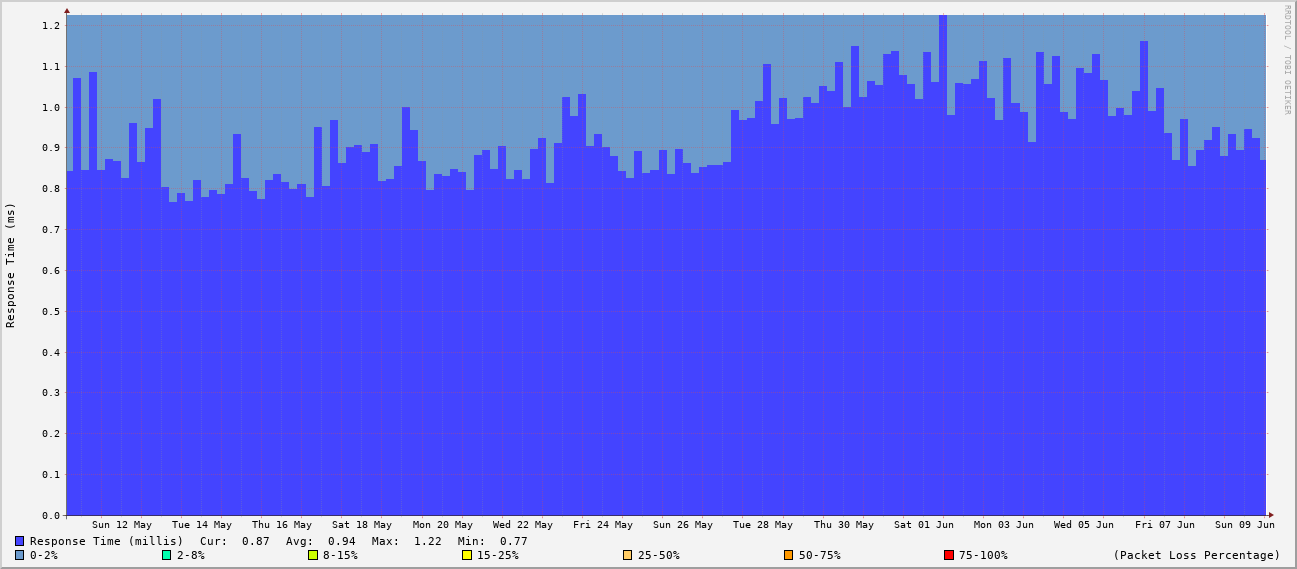 RRDTOOL / TOBI OETIKER
Response Time (ms)
1.2
1.1
1.0
0.9
0.8
0.7
0.6
0.5
0.4
0.3
0.2
0.1
0.0
Sun 12 May Tue 14 May Thu 16 May Sat 18 May Mon 20 May Wed 22 May Fri 24 May Sun 26 May Tue 28 May Thu 30 May Sat 01 Jun Mon 03 Jun Wed 05 Jun Fri 07 Jun Sun 09 Jun
Response Time (millis) Cur: 0.87 Avg: 0.94 Max: 1.22 Min: 0.77
0-2% 2-8% 8-15% 15-25% 25-50% 50-75% 75-100% (Packet Loss Percentage)